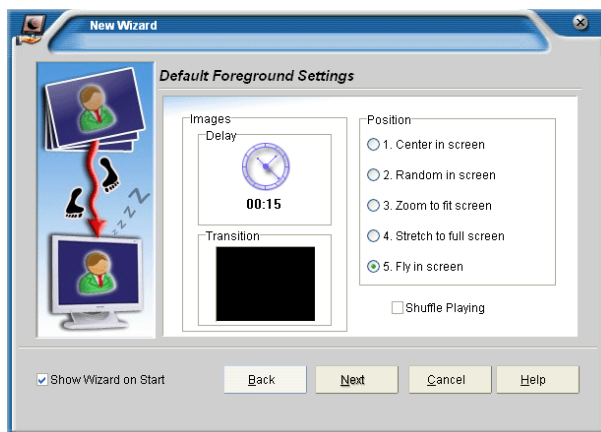 New Wizard
Default Foreground Settings
Images
Delay
00:15
Transition
Position
1. Center in screen
2. Random in screen
3. Zoom to fit screen
4. Stretch to full screen
5. Fly in screen
Shuffle Playing
zzzzZ
Show Wizard on Start
Back
Next
Cancel
Help